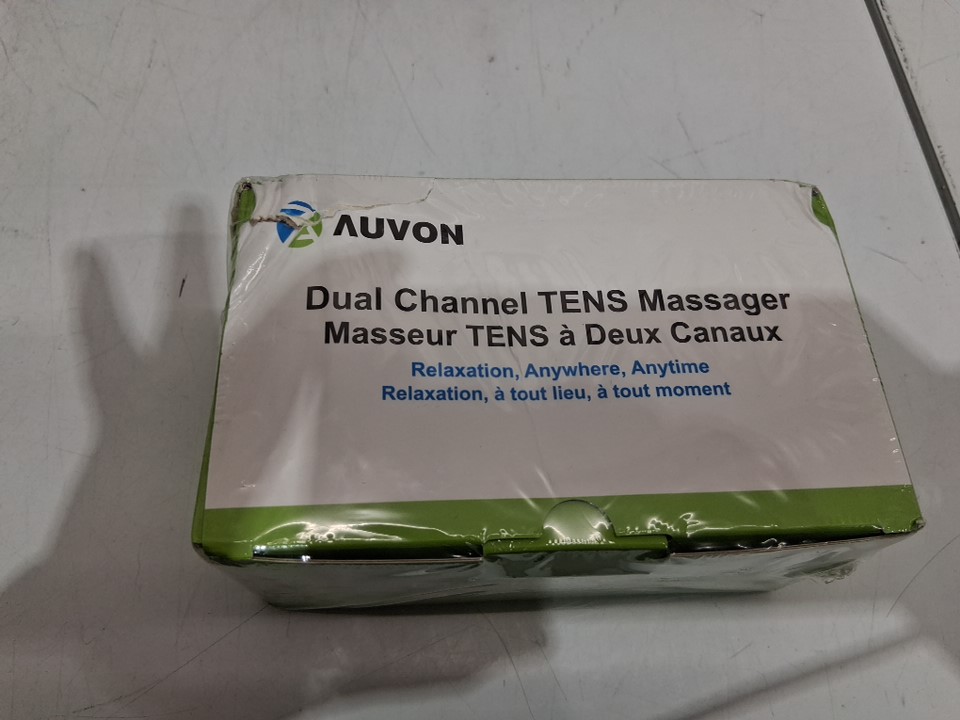 AUVON
Dual Channel TENS Massager
Masseur TENS à Deux Canaux
Relaxation, Anywhere, Anytime
Relaxation, à tout lieu, à tout moment